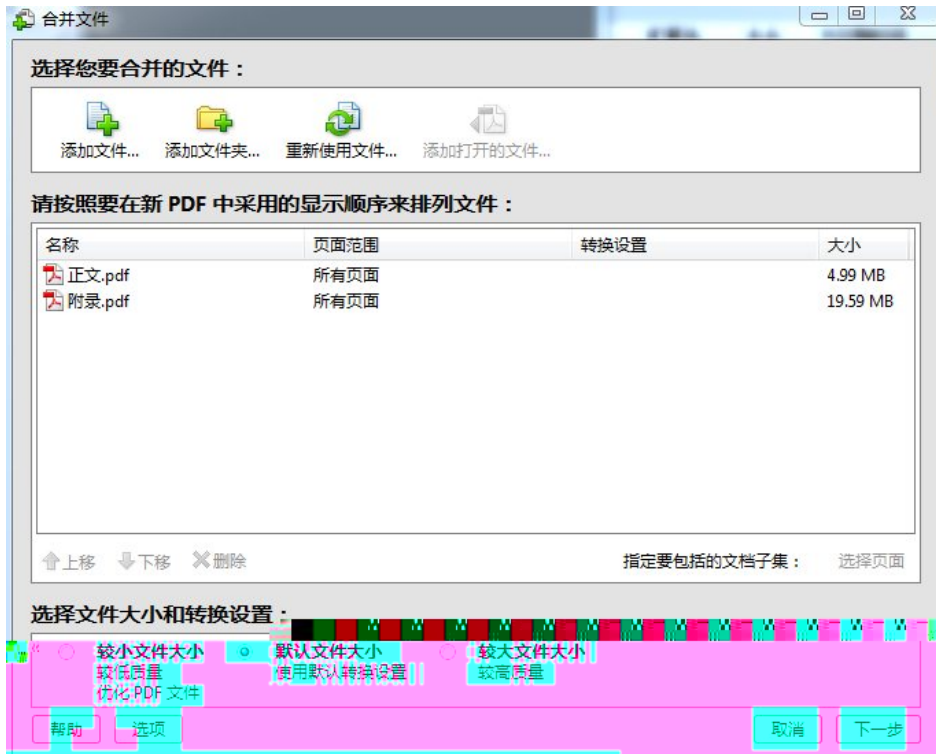 合并文件
选择您要合并的文件：
添加文件... 添加文件夹... 重新使用文件... 添加打开的文件...
请按照要在新 PDF 中采用的显示顺序来排列文件：
名称 页面范围 转换设置 大小
正文.pdf 所有页面 4.99 MB
附录.pdf 所有页面 19.59 MB
上移 下移 删除 指定要包括的文档子集： 选择页面
选择文件大小和转换设置：
较小文件大小 默认文件大小 较大文件大小
较低质量 使用默认转换设置 较高质量
优化 PDF 文件
帮助 选项 取消 下一步